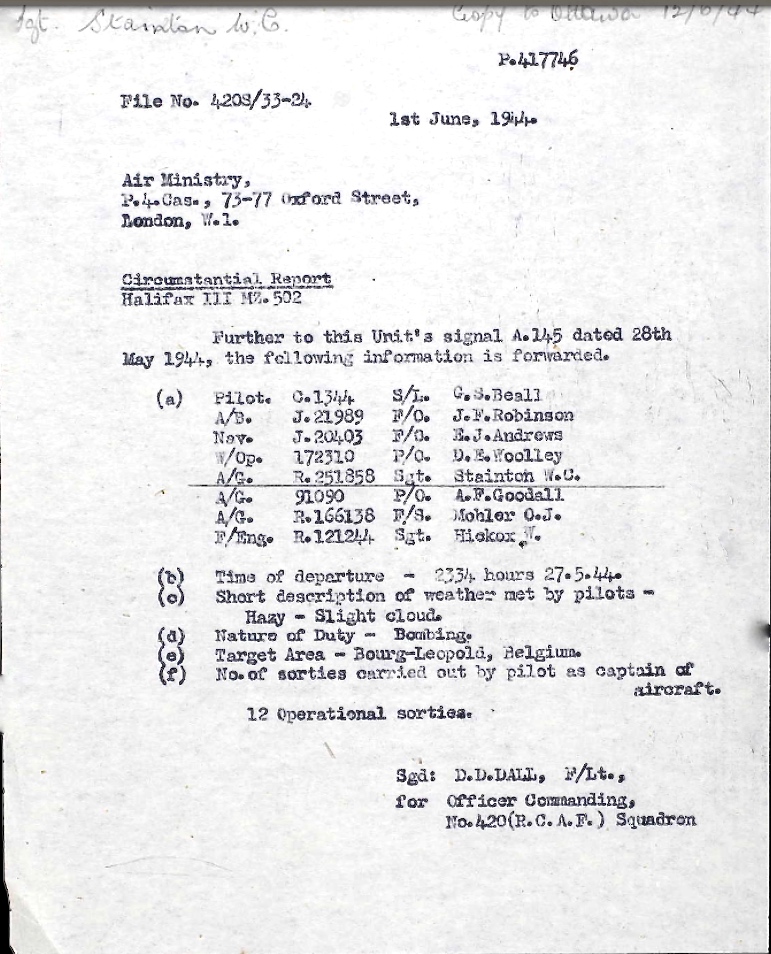 Sgt. Stainton W.C. Copy to Ottawa 12/6/44
P.417746
File No. 420S/33-24
1st June, 1944.
Air Ministry,
P.4.Cas., 73-77 Oxford Street,
London, W.1.
Circumstantial Report
Halifax III MZ.502
Further to this Unit's signal A.145 dated 28th
May 1944, the following information is forwarded.
(a) Pilot. C.1344 S/L. G.S.Beall
A/B. J.21989 F/O. J.F.Robinson
Nav. J.20403 F/O. E.J.Andrews
W/Op. 172310 P/O. D.E.Woolley
A/G. R.251858 Sgt. Stainton W.C.
A/G. 91090 P/O. A.F.Goodall
A/G. R.166138 F/S. Mohler O.J.
F/Eng. R.121244 Sgt. Hickox W.
(b) Time of departure - 2334 hours 27.5.44.
(c) Short description of weather met by pilots -
Hazy - Slight cloud.
(d) Nature of Duty - Bombing.
(e) Target Area - Bourg-Leopold, Belgium.
(f) No.of sorties carried out by pilot as captain of
aircraft.
12 Operational sorties.
Sgd: D.D.DALL, F/Lt.,
for Officer Commanding,
No.420(R.C.A.F.) Squadron